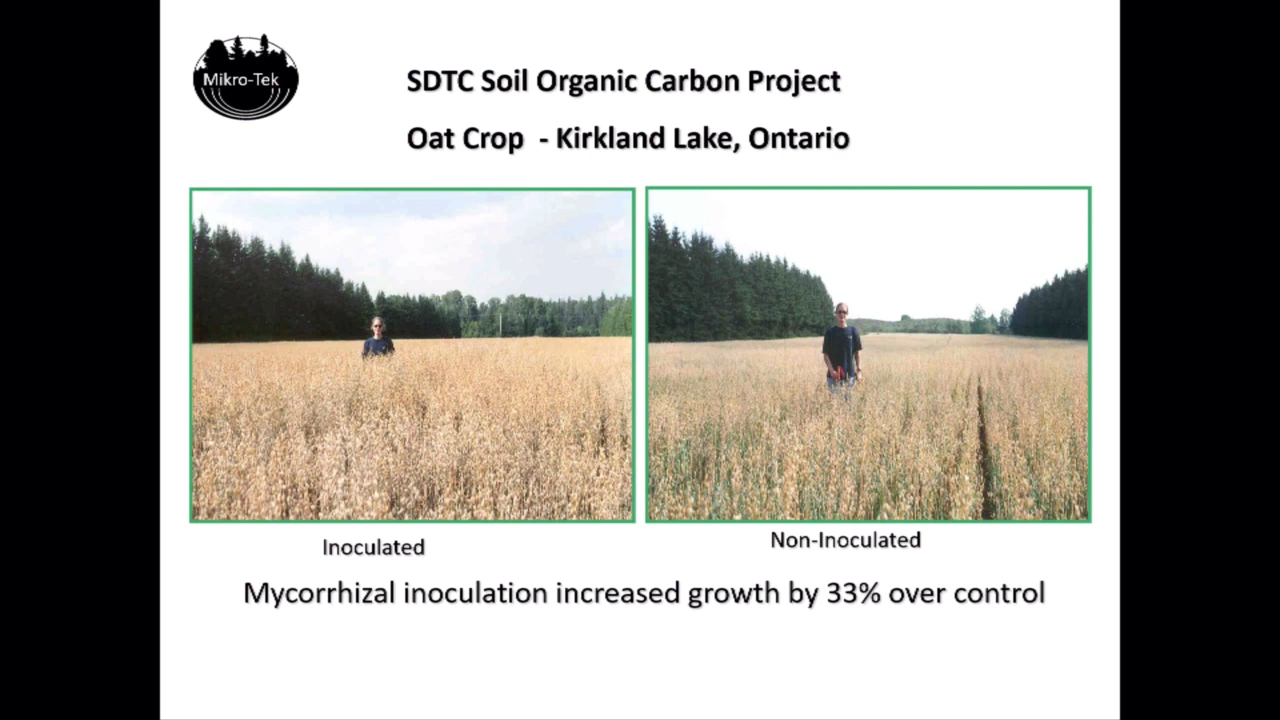 Mikro-Tek
SDTC Soil Organic Carbon Project
Oat Crop - Kirkland Lake, Ontario
Inoculated
Non-Inoculated
Mycorrhizal inoculation increased growth by 33% over control